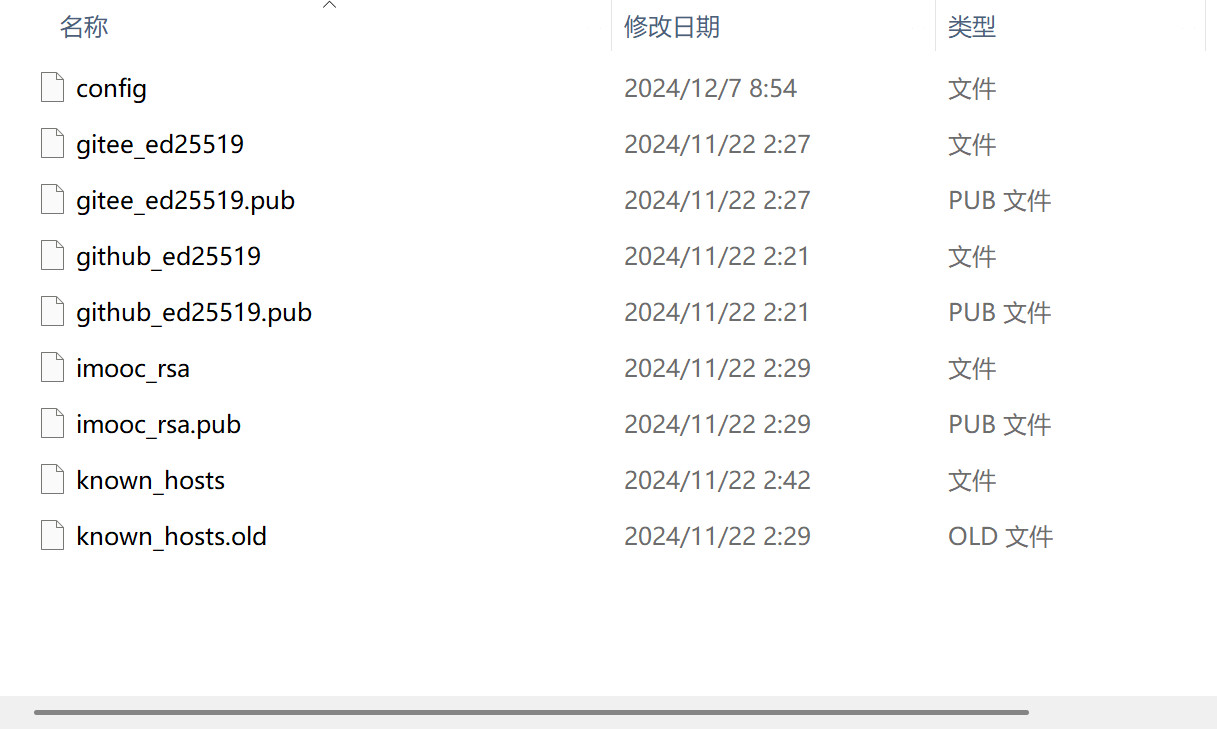 名称 修改日期 类型
config 2024/12/7 8:54 文件
gitee_ed25519 2024/11/22 2:27 文件
gitee_ed25519.pub 2024/11/22 2:27 PUB 文件
github_ed25519 2024/11/22 2:21 文件
github_ed25519.pub 2024/11/22 2:21 PUB 文件
imooc_rsa 2024/11/22 2:29 文件
imooc_rsa.pub 2024/11/22 2:29 PUB 文件
known_hosts 2024/11/22 2:42 文件
known_hosts.old 2024/11/22 2:29 OLD 文件